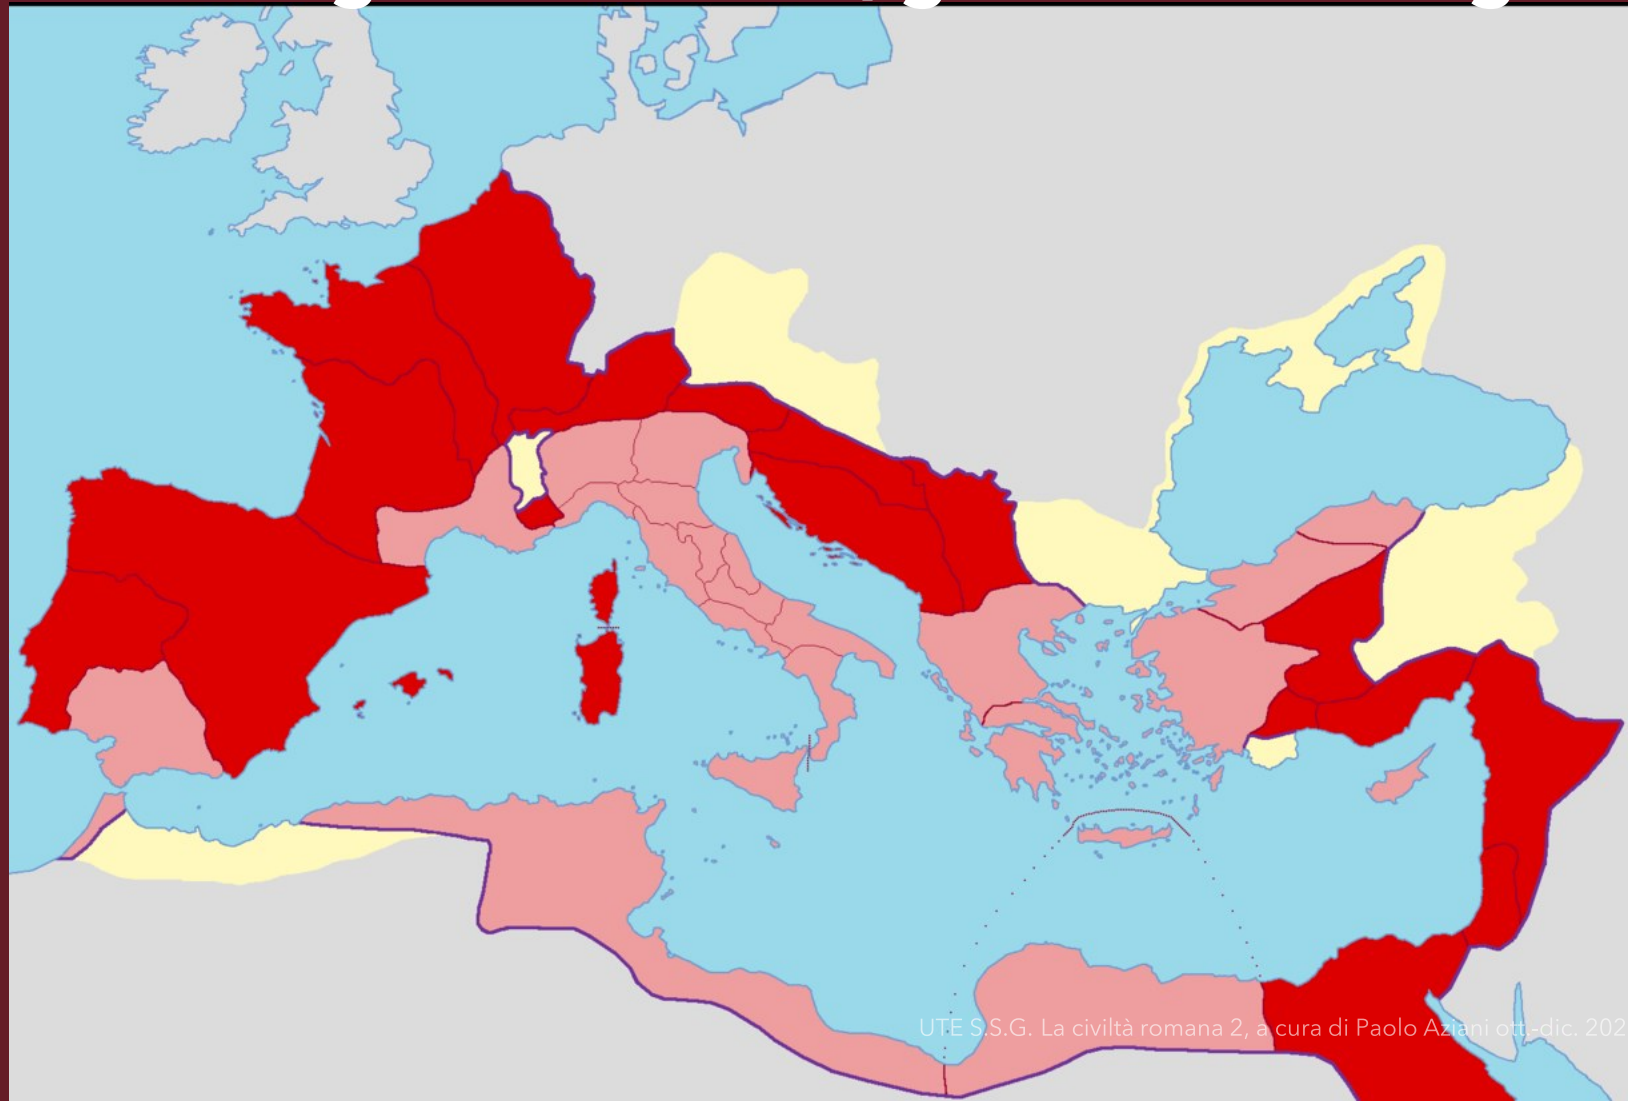 UTE S.S.G. La civiltà romana 2, a cura di Paolo Aziani ott.-dic. 202